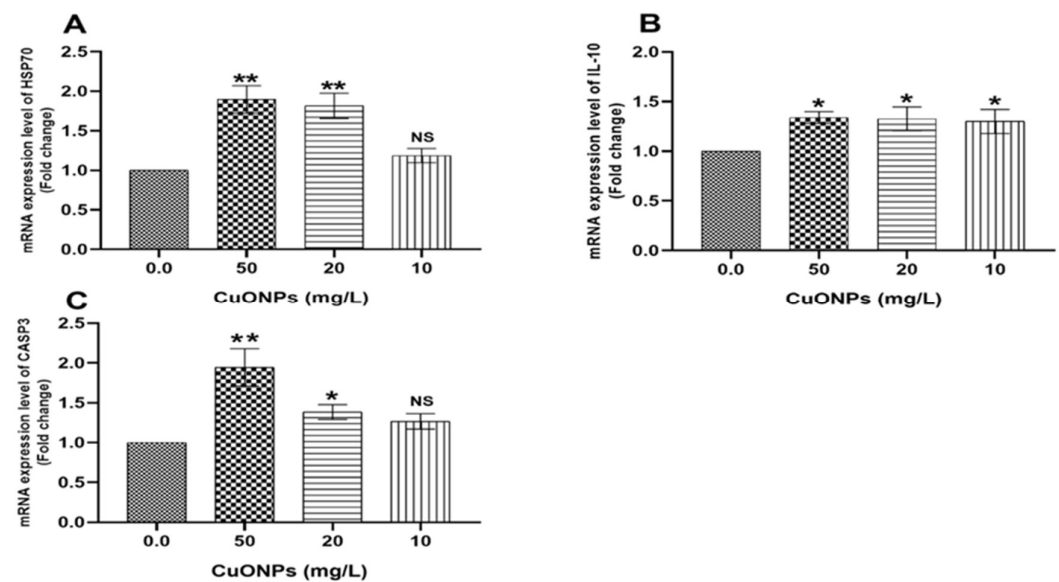 A
mRNA expression level of HSP70
(Fold change)
2.5
2.0
1.5
1.0
0.5
0.0
**
**
NS
0.0 50 20 10
CuONPs (mg/L)
B
mRNA expression level of IL-10
(Fold change)
2.0
1.5
1.0
0.5
0.0
*
*
*
0.0 50 20 10
CuONPs (mg/L)
C
mRNA expression level of CASP3
(Fold change)
2.5
2.0
1.5
1.0
0.5
0.0
**
*
NS
0.0 50 20 10
CuONPs (mg/L)